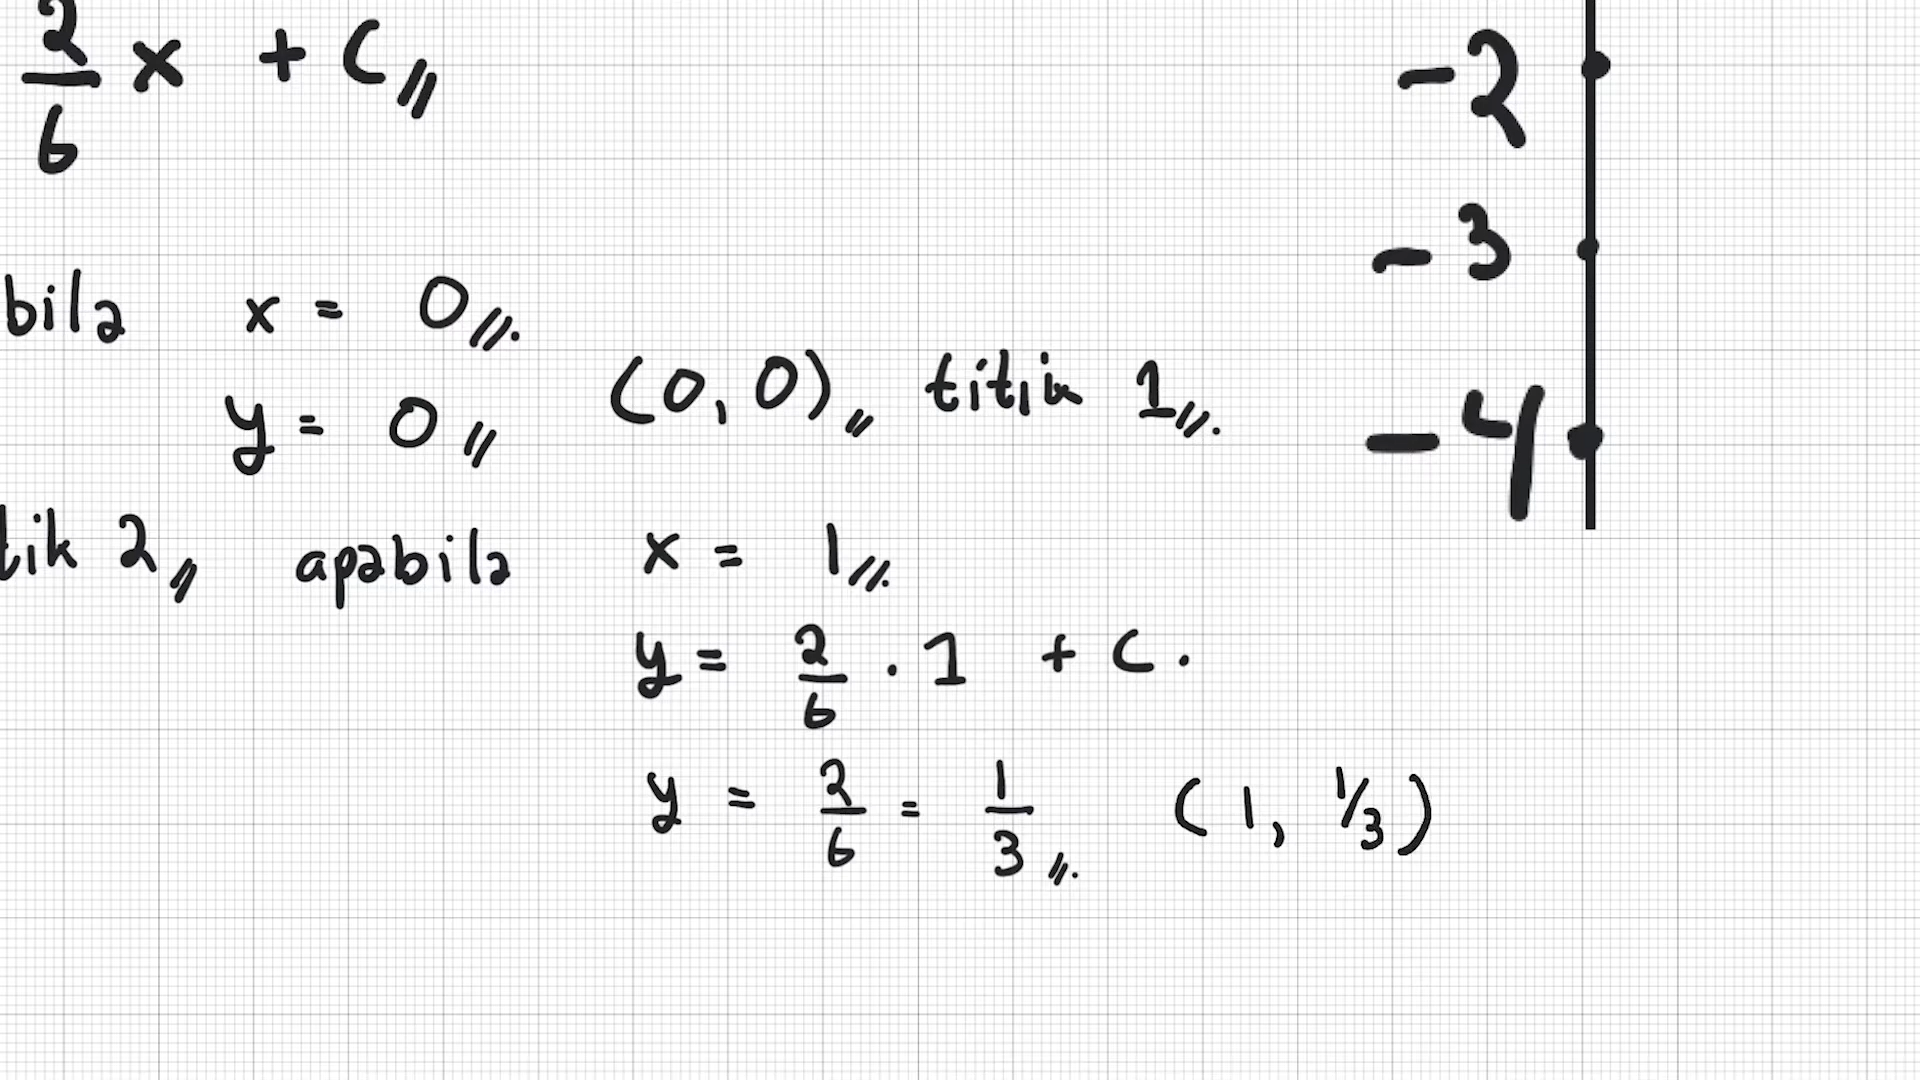 2/6 x + C
bila x = 0
y = 0 (0, 0) titik 1
tik 2 apabila x = 1
y = 2/6 . 1 + C .
y = 2/6 = 1/3 (1, 1/3)
-2
-3
-4